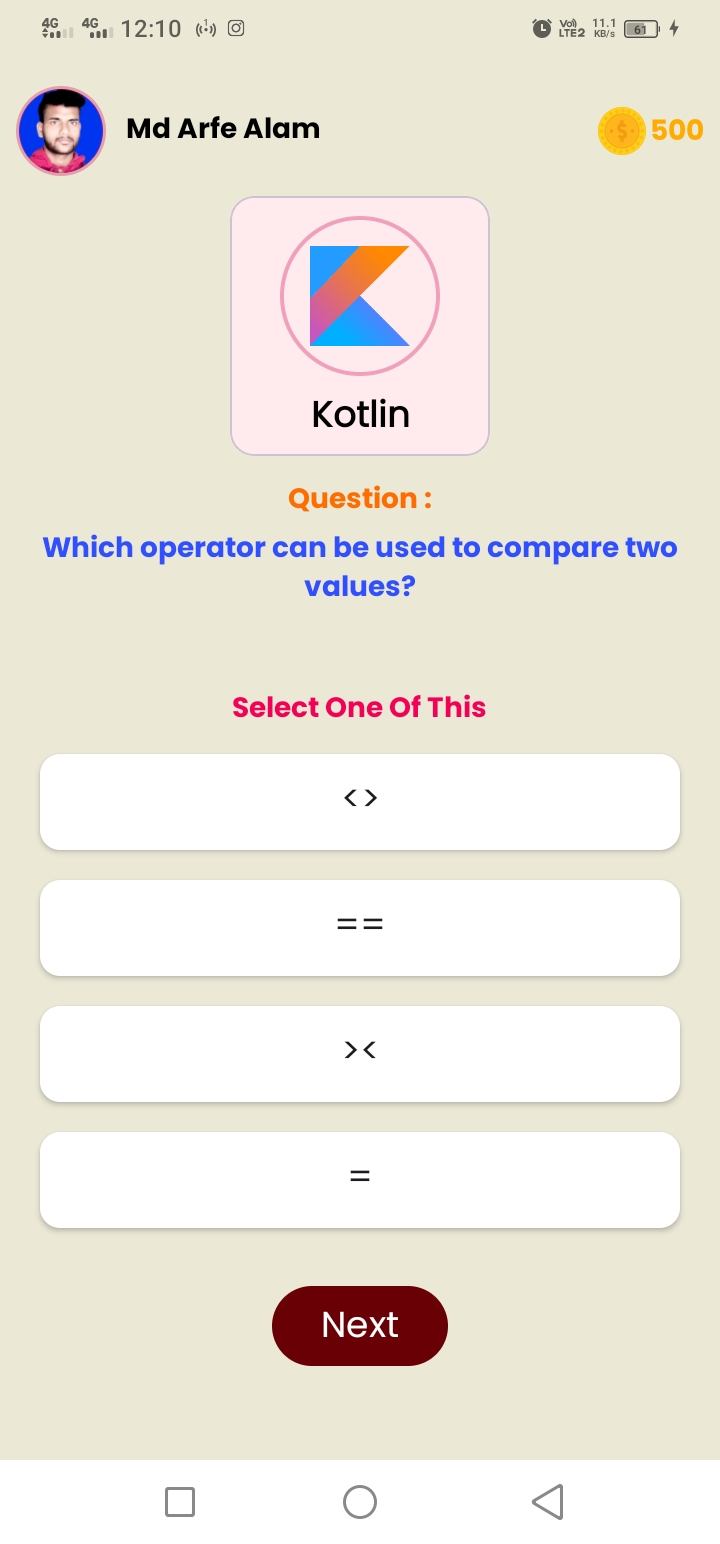 4G 4G 12:10 Vo) LTE2 11.1 KB/s 61
Md Arfe Alam
500
Kotlin
Question :
Which operator can be used to compare two
values?
Select One Of This
<>
==
><
=
Next